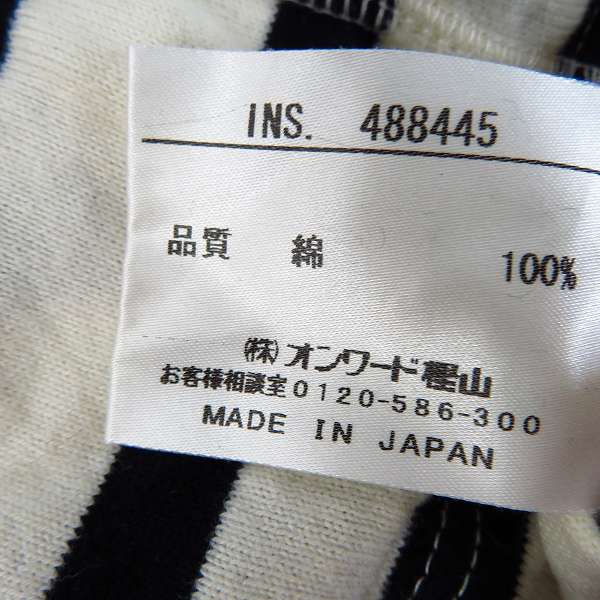 INS. 488445
品質 綿 100%
(株)オンワード樫山
お客様相談室0120-586-300
MADE IN JAPAN